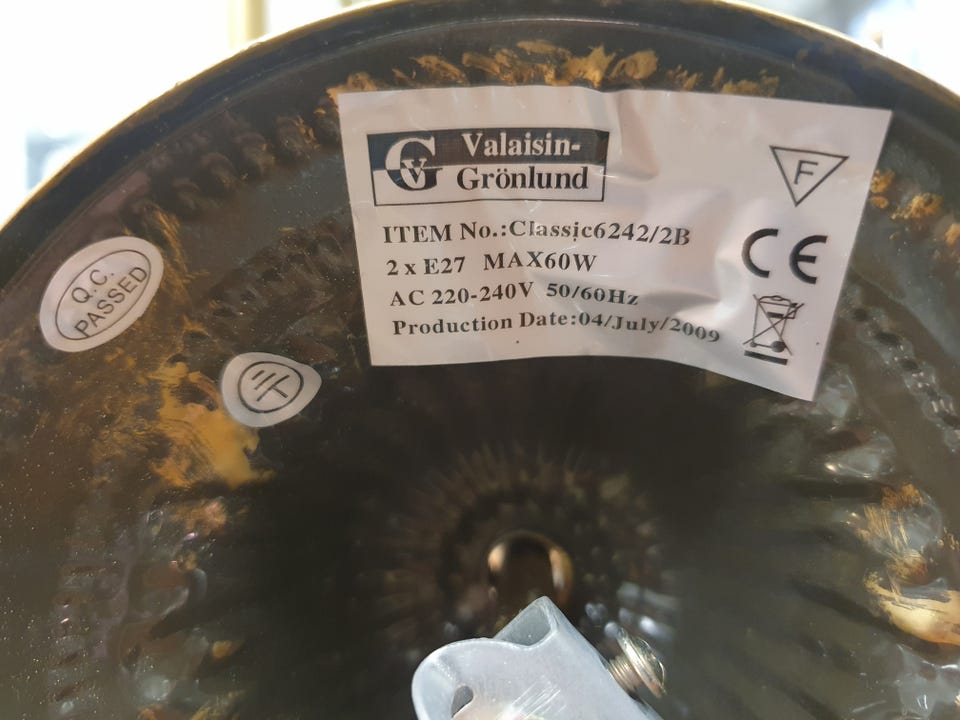 GV
Valaisin-
Grönlund
F
ITEM No.:Classic6242/2B
2 x E27 MAX60W
CE
AC 220-240V 50/60Hz
Production Date:04/July/2009
Q.C.
PASSED